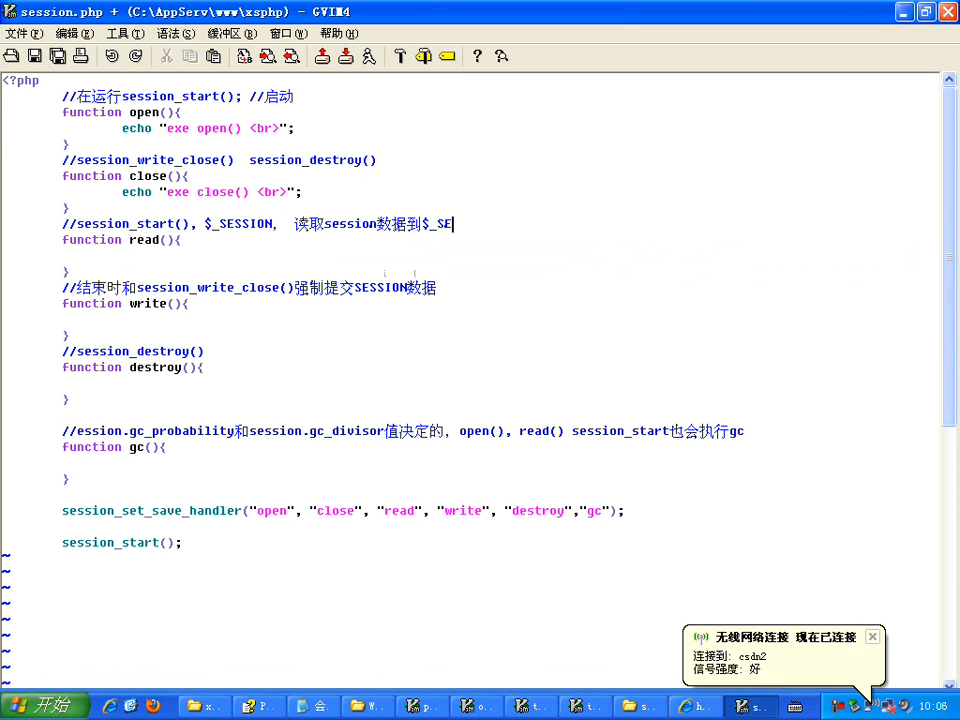 session.php + (C:\AppServ\www\xsphp) - GVIM4
文件(F) 编辑(E) 工具(T) 语法(S) 缓冲区(B) 窗口(W) 帮助(H)
<?php
//在运行session_start(); //启动
function open(){
echo "exe open() <br>";
}
//session_write_close()  session_destroy()
function close(){
echo "exe close() <br>";
}
//session_start(), $_SESSION,  读取session数据到$_SE
function read(){
}
//结束时和session_write_close()强制提交SESSION数据
function write(){
}
//session_destroy()
function destroy(){
}
//ession.gc_probability和session.gc_divisor值决定的, open(), read() session_start也会执行gc
function gc(){
}
session_set_save_handler("open", "close", "read", "write", "destroy","gc");
session_start();
~
~
~
~
~
~
~
~
~
无线网络连接 现在已连接
连接到: csdn2
信号强度: 好
开始 x... P... 会. W... p... o... t... t... s... h... s... 10:06